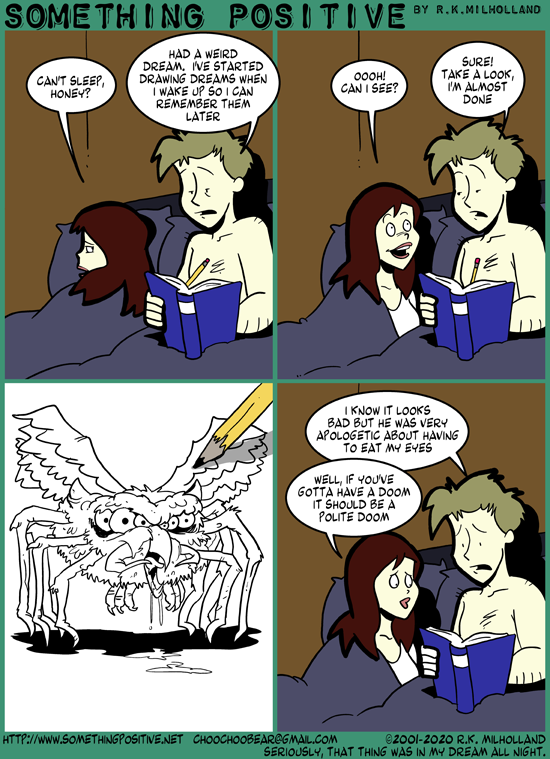 SOMETHING POSITIVE BY R.K.MILHOLLAND
CAN'T SLEEP,
HONEY?
HAD A WEIRD
DREAM. I'VE STARTED
DRAWING DREAMS WHEN
I WAKE UP SO I CAN
REMEMBER THEM
LATER
OOOH!
CAN I SEE?
SURE!
TAKE A LOOK,
I'M ALMOST
DONE
I KNOW IT LOOKS
BAD BUT HE WAS VERY
APOLOGETIC ABOUT HAVING
TO EAT MY EYES
WELL, IF YOU'VE
GOTTA HAVE A DOOM
IT SHOULD BE A
POLITE DOOM
HTTP://WWW.SOMETHINGPOSITIVE.NET CHOOCHOOBEAR@GMAIL.COM ©2001-2020 R.K. MILHOLLAND
SERIOUSLY, THAT THING WAS IN MY DREAM ALL NIGHT.